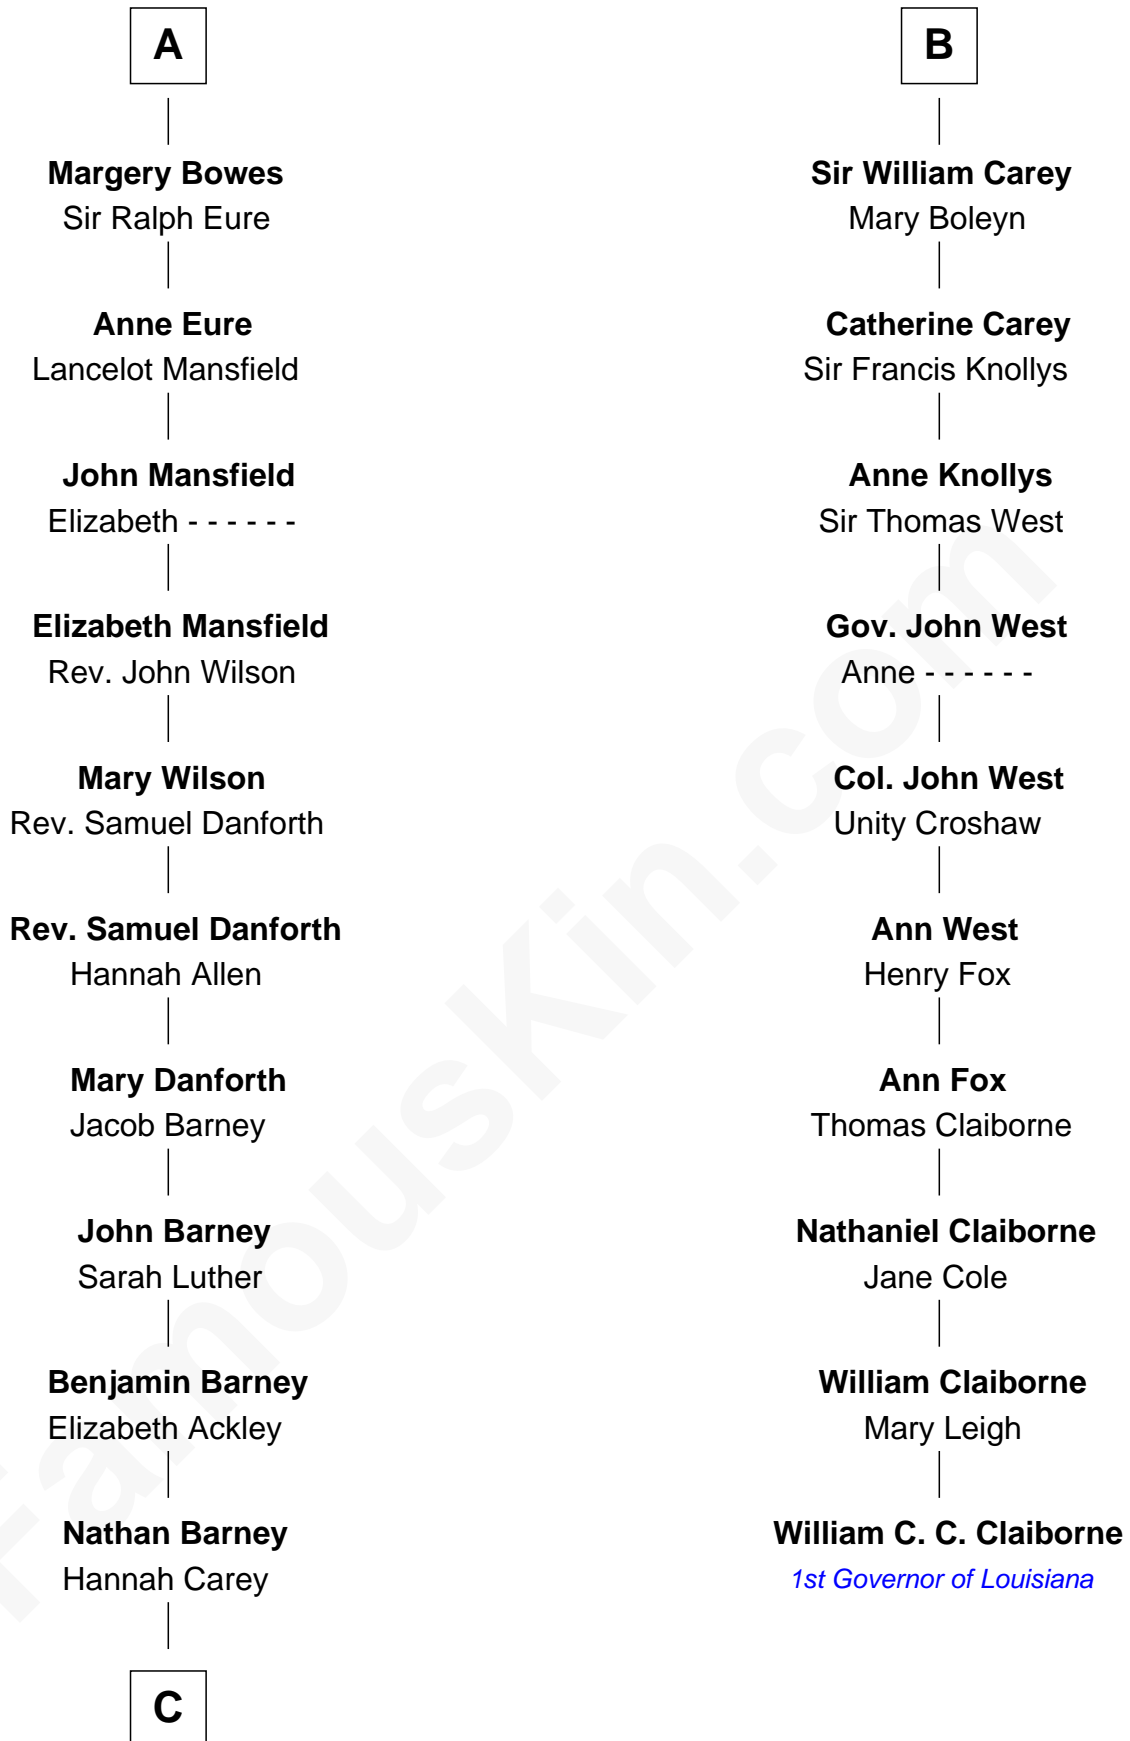 A
Margery Bowes
Sir Ralph Eure
Anne Eure
Lancelot Mansfield
John Mansfield
Elizabeth - - - - - -
Elizabeth Mansfield
Rev. John Wilson
Mary Wilson
Rev. Samuel Danforth
Rev. Samuel Danforth
Hannah Allen
Mary Danforth
Jacob Barney
John Barney
Sarah Luther
Benjamin Barney
Elizabeth Ackley
Nathan Barney
Hannah Carey
C
B
Sir William Carey
Mary Boleyn
Catherine Carey
Sir Francis Knollys
Anne Knollys
Sir Thomas West
Gov. John West
Anne - - - - - -
Col. John West
Unity Croshaw
Ann West
Henry Fox
Ann Fox
Thomas Claiborne
Nathaniel Claiborne
Jane Cole
William Claiborne
Mary Leigh
William C. C. Claiborne
1st Governor of Louisiana
FamousKin.com